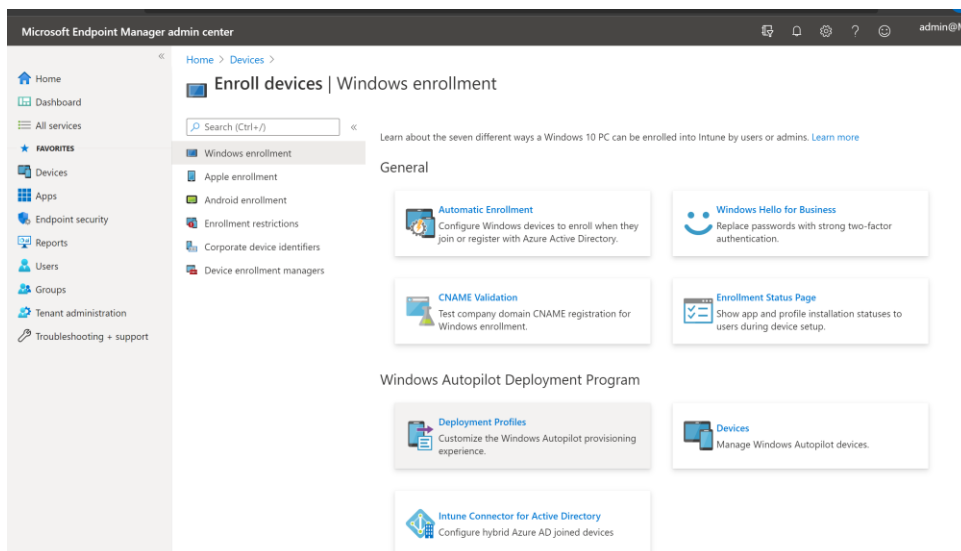 Microsoft Endpoint Manager admin center
admin@M
«
Home
Dashboard
All services
FAVORITES
Devices
Apps
Endpoint security
Reports
Users
Groups
Tenant administration
Troubleshooting + support
Home > Devices >
Enroll devices | Windows enrollment
Search (Ctrl+/)
«
Windows enrollment
Apple enrollment
Android enrollment
Enrollment restrictions
Corporate device identifiers
Device enrollment managers
Learn about the seven different ways a Windows 10 PC can be enrolled into Intune by users or admins. Learn more
General
Automatic Enrollment
Configure Windows devices to enroll when they
join or register with Azure Active Directory.
Windows Hello for Business
Replace passwords with strong two-factor
authentication.
CNAME Validation
Test company domain CNAME registration for
Windows enrollment.
Enrollment Status Page
Show app and profile installation statuses to
users during device setup.
Windows Autopilot Deployment Program
Deployment Profiles
Customize the Windows Autopilot provisioning
experience.
Devices
Manage Windows Autopilot devices.
Intune Connector for Active Directory
Configure hybrid Azure AD joined devices